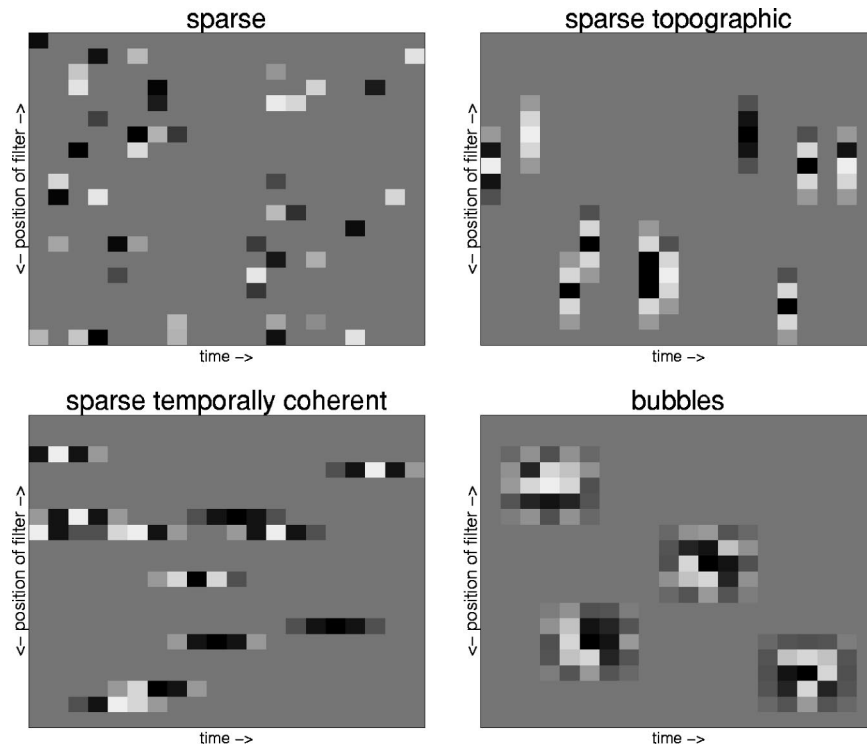 sparse
<– position of filter –>
time –>
sparse topographic
<– position of filter –>
time –>
sparse temporally coherent
<– position of filter –>
time –>
bubbles
<– position of filter –>
time –>